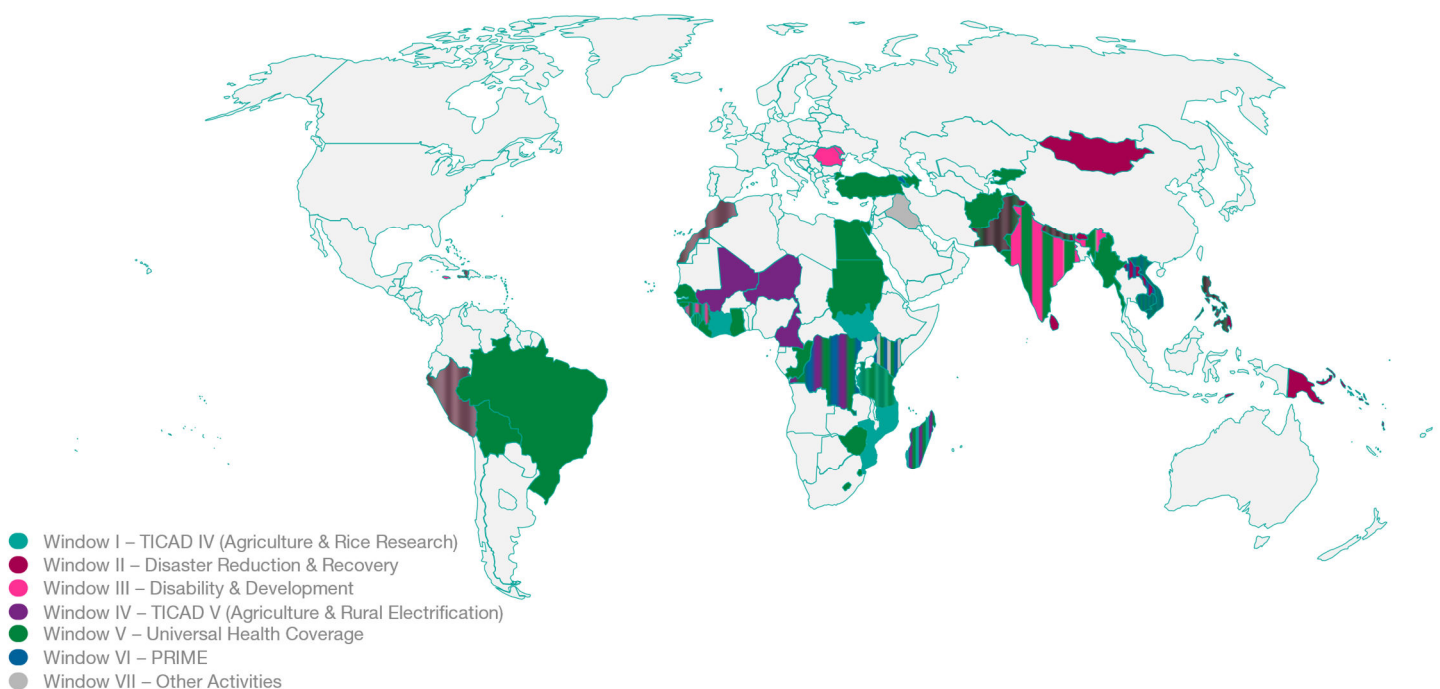 Window I – TICAD IV (Agriculture & Rice Research)
Window II – Disaster Reduction & Recovery
Window III – Disability & Development
Window IV – TICAD V (Agriculture & Rural Electrification)
Window V – Universal Health Coverage
Window VI – PRIME
Window VII – Other Activities